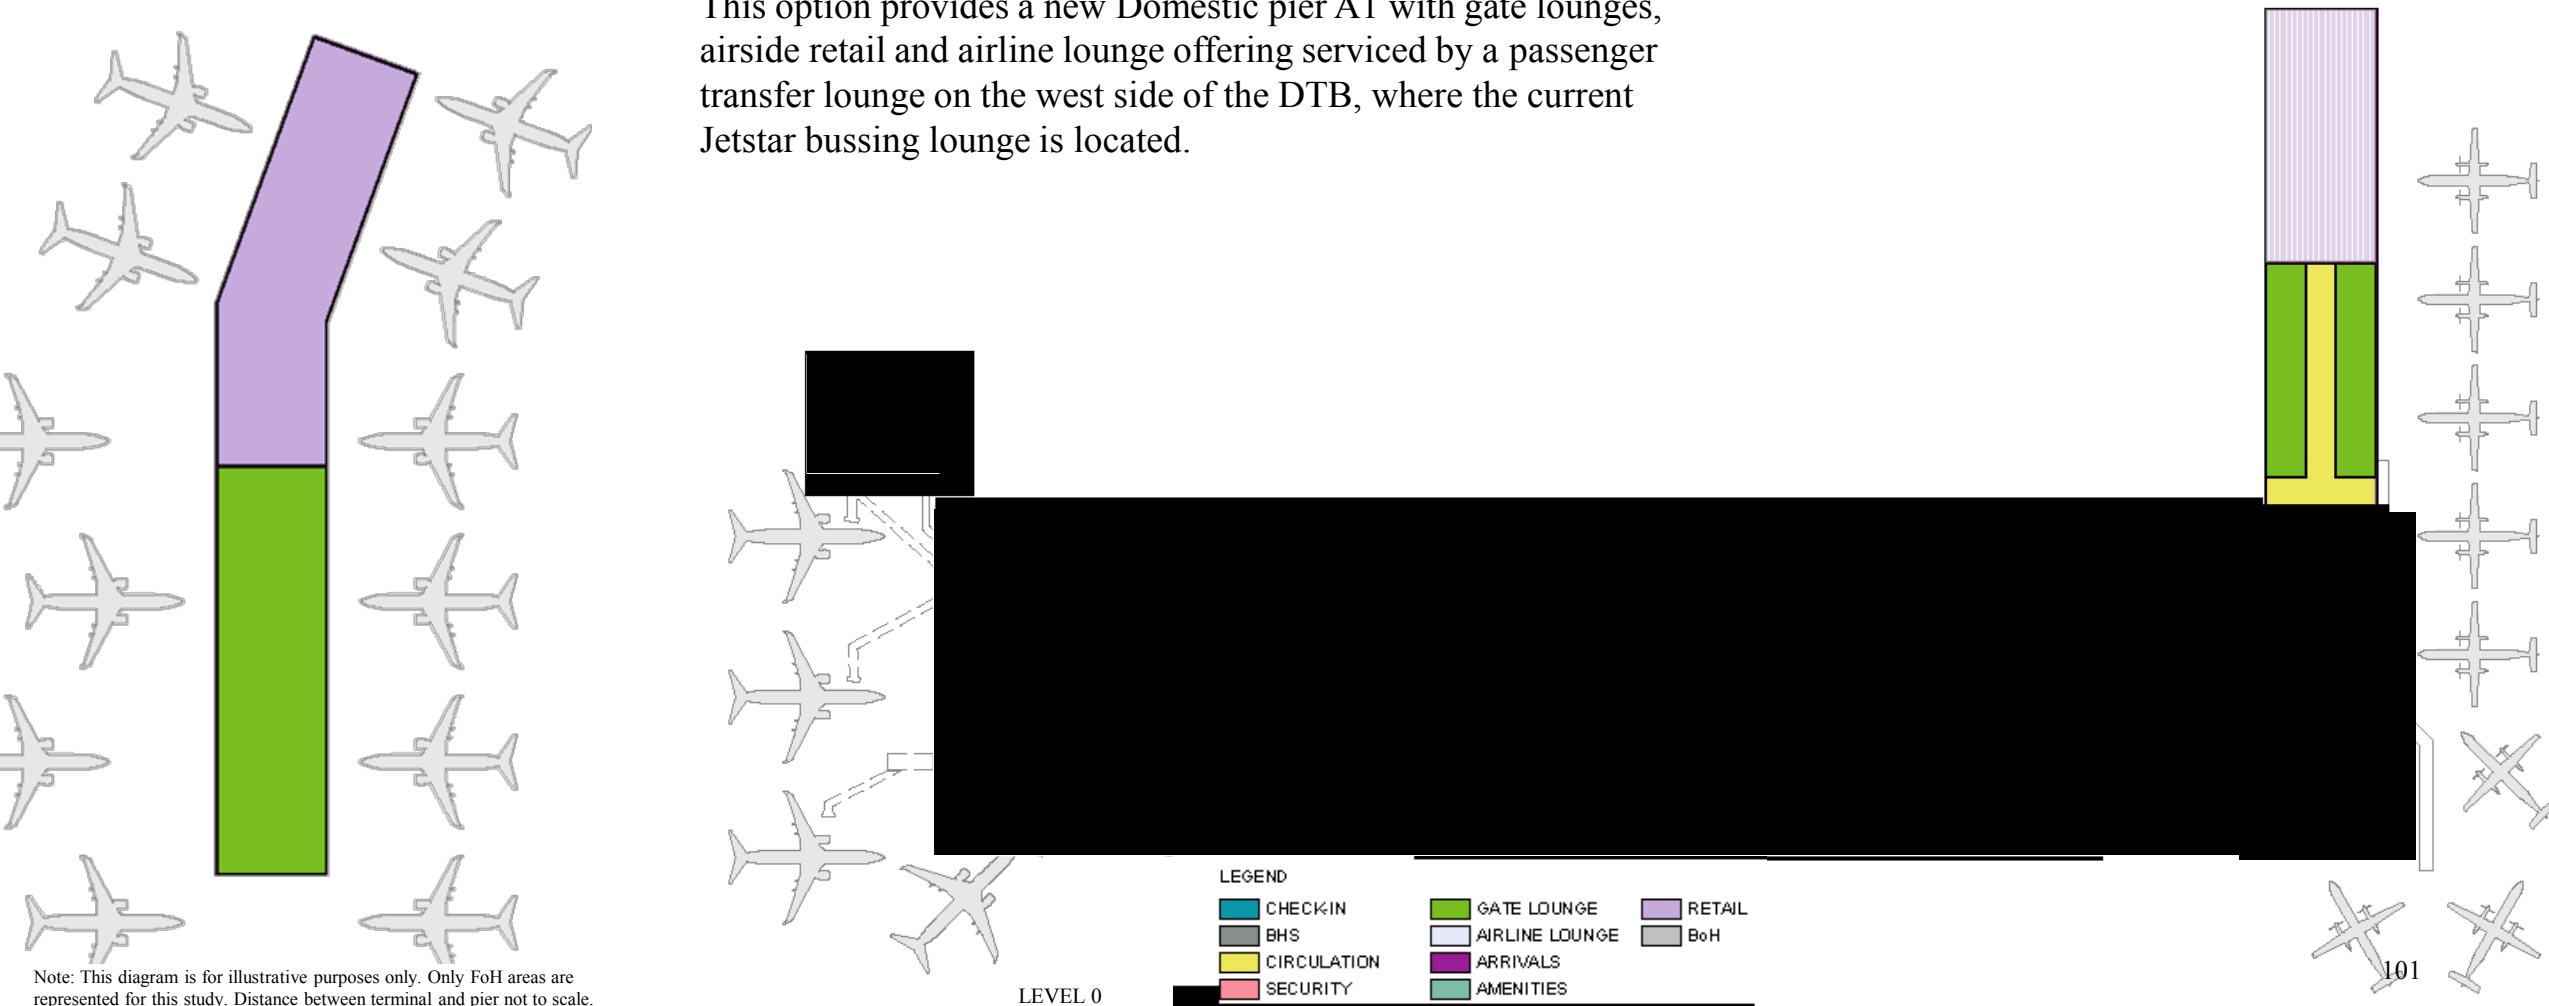 This option provides a new Domestic pier A1 with gate lounges,
airside retail and airline lounge offering serviced by a passenger
transfer lounge on the west side of the DTB, where the current
Jetstar bussing lounge is located.
LEGEND
CHECK-IN
BHS
CIRCULATION
SECURITY
GATE LOUNGE
AIRLINE LOUNGE
ARRIVALS
AMENITIES
RETAIL
BoH
Note: This diagram is for illustrative purposes only. Only FoH areas are
represented for this study. Distance between terminal and pier not to scale.
LEVEL 0
101